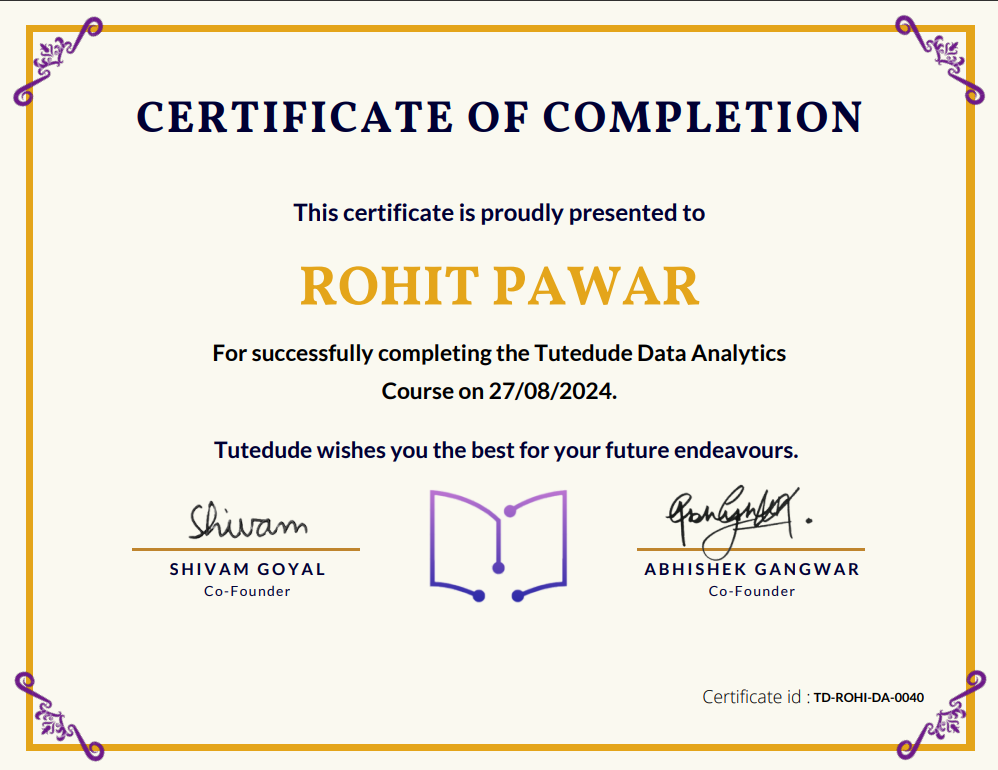 CERTIFICATE OF COMPLETION
This certificate is proudly presented to
ROHIT PAWAR
For successfully completing the Tutedude Data Analytics
Course on 27/08/2024.
Tutedude wishes you the best for your future endeavours.
Shivam
SHIVAM GOYAL
Co-Founder
ABHISHEK GANGWAR
Co-Founder
Certificate id : TD-ROHI-DA-0040